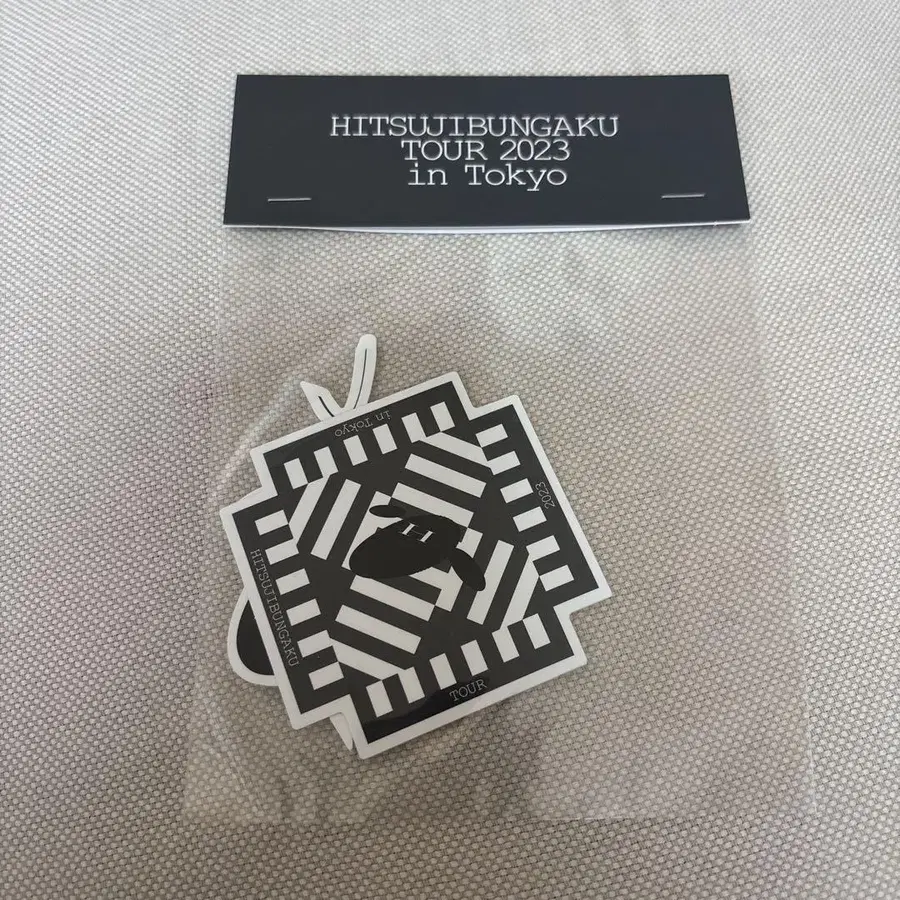 HITSUJIBUNGAKU
TOUR 2023
in Tokyo
in Tokyo
2023
H
HITSUJIBUNGAKU
TOUR